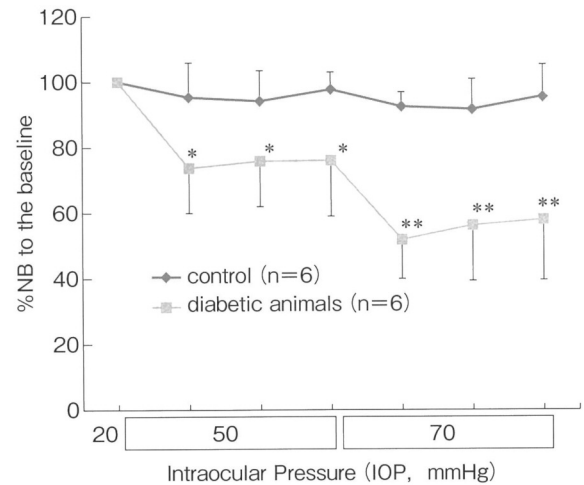 120
100
80
60
40
20
0
%NB to the baseline
* * *
** ** **
control (n=6)
diabetic animals (n=6)
20 50 70
Intraocular Pressure (IOP, mmHg)